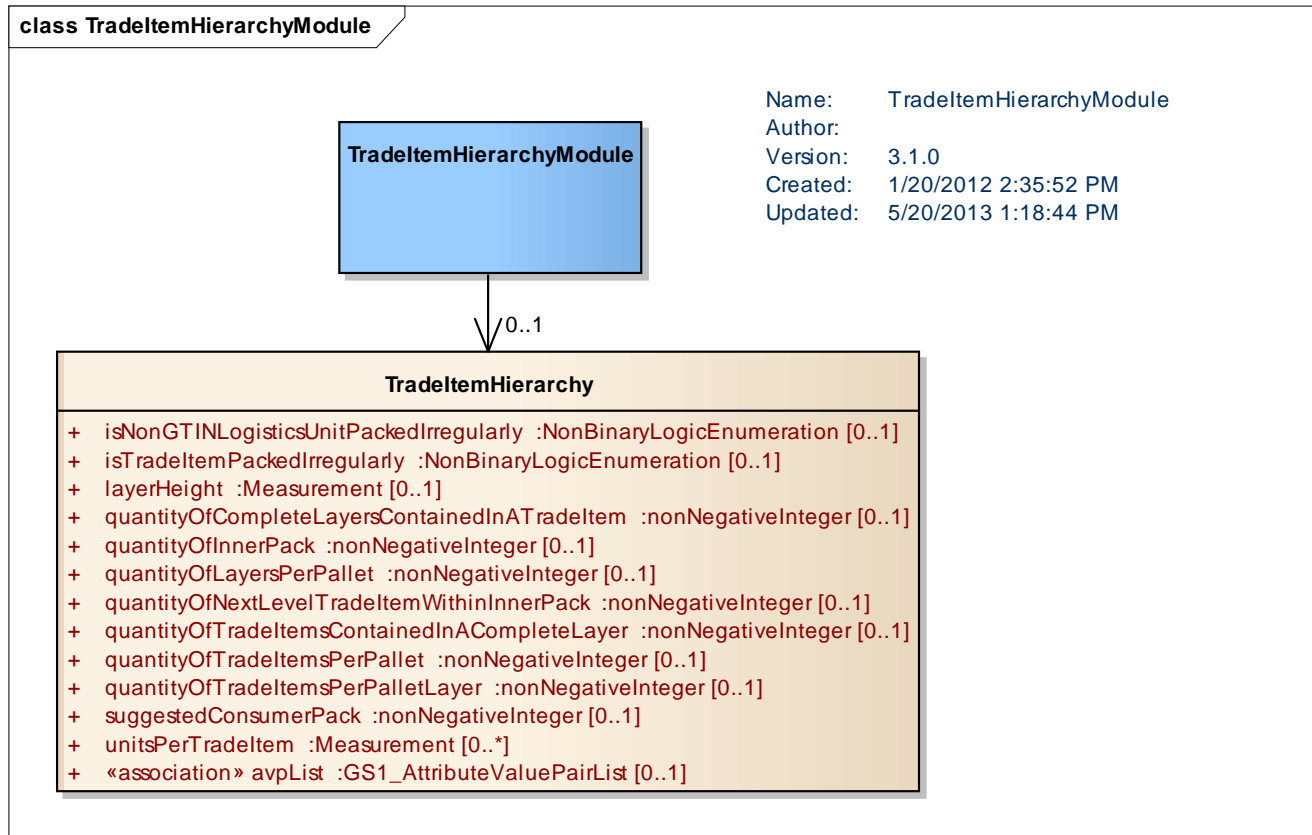 class TradeItemHierarchyModule
Name: TradeItemHierarchyModule
Author:
Version: 3.1.0
Created: 1/20/2012 2:35:52 PM
Updated: 5/20/2013 1:18:44 PM
TradeItemHierarchyModule
0..1
TradeItemHierarchy
+ isNonGTINLogisticsUnitPackedIrregularly :NonBinaryLogicEnumeration [0..1]
+ isTradeItemPackedIrregularly :NonBinaryLogicEnumeration [0..1]
+ layerHeight :Measurement [0..1]
+ quantityOfCompleteLayersContainedInATradeItem :nonNegativeInteger [0..1]
+ quantityOfInnerPack :nonNegativeInteger [0..1]
+ quantityOfLayersPerPallet :nonNegativeInteger [0..1]
+ quantityOfNextLevelTradeItemWithinInnerPack :nonNegativeInteger [0..1]
+ quantityOfTradeItemsContainedInACompleteLayer :nonNegativeInteger [0..1]
+ quantityOfTradeItemsPerPallet :nonNegativeInteger [0..1]
+ quantityOfTradeItemsPerPalletLayer :nonNegativeInteger [0..1]
+ suggestedConsumerPack :nonNegativeInteger [0..1]
+ unitsPerTradeItem :Measurement [0..*]
+ «association» avpList :GS1_AttributeValuePairList [0..1]